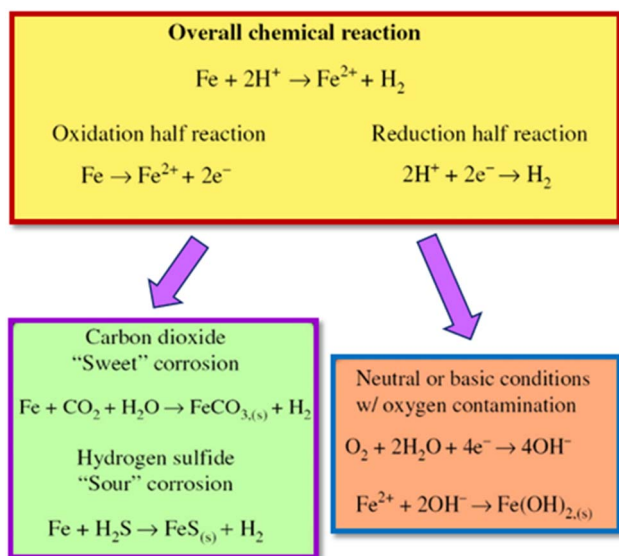 Overall chemical reaction
Fe + 2H⁺ → Fe²⁺ + H₂
Oxidation half reaction
Fe → Fe²⁺ + 2e⁻
Reduction half reaction
2H⁺ + 2e⁻ → H₂
Carbon dioxide
“Sweet” corrosion
Fe + CO₂ + H₂O → FeCO₃,₍ₛ₎ + H₂
Hydrogen sulfide
“Sour” corrosion
Fe + H₂S → FeS₍ₛ₎ + H₂
Neutral or basic conditions
w/ oxygen contamination
O₂ + 2H₂O + 4e⁻ → 4OH⁻
Fe²⁺ + 2OH⁻ → Fe(OH)₂,₍ₛ₎